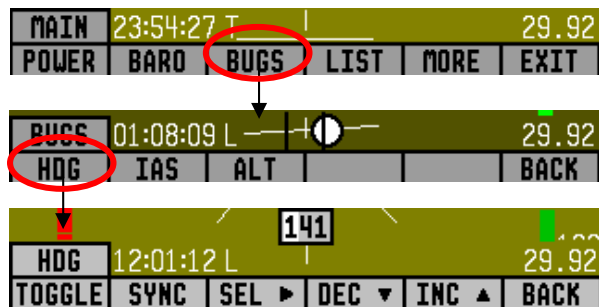 MAIN 23:54:27 T 29.92
POWER BARO BUGS LIST MORE EXIT
BUGS 01:08:09 L 29.92
HDG IAS ALT BACK
141
HDG 12:01:12 L 29.92
TOGGLE SYNC SEL ► DEC ▼ INC ▲ BACK